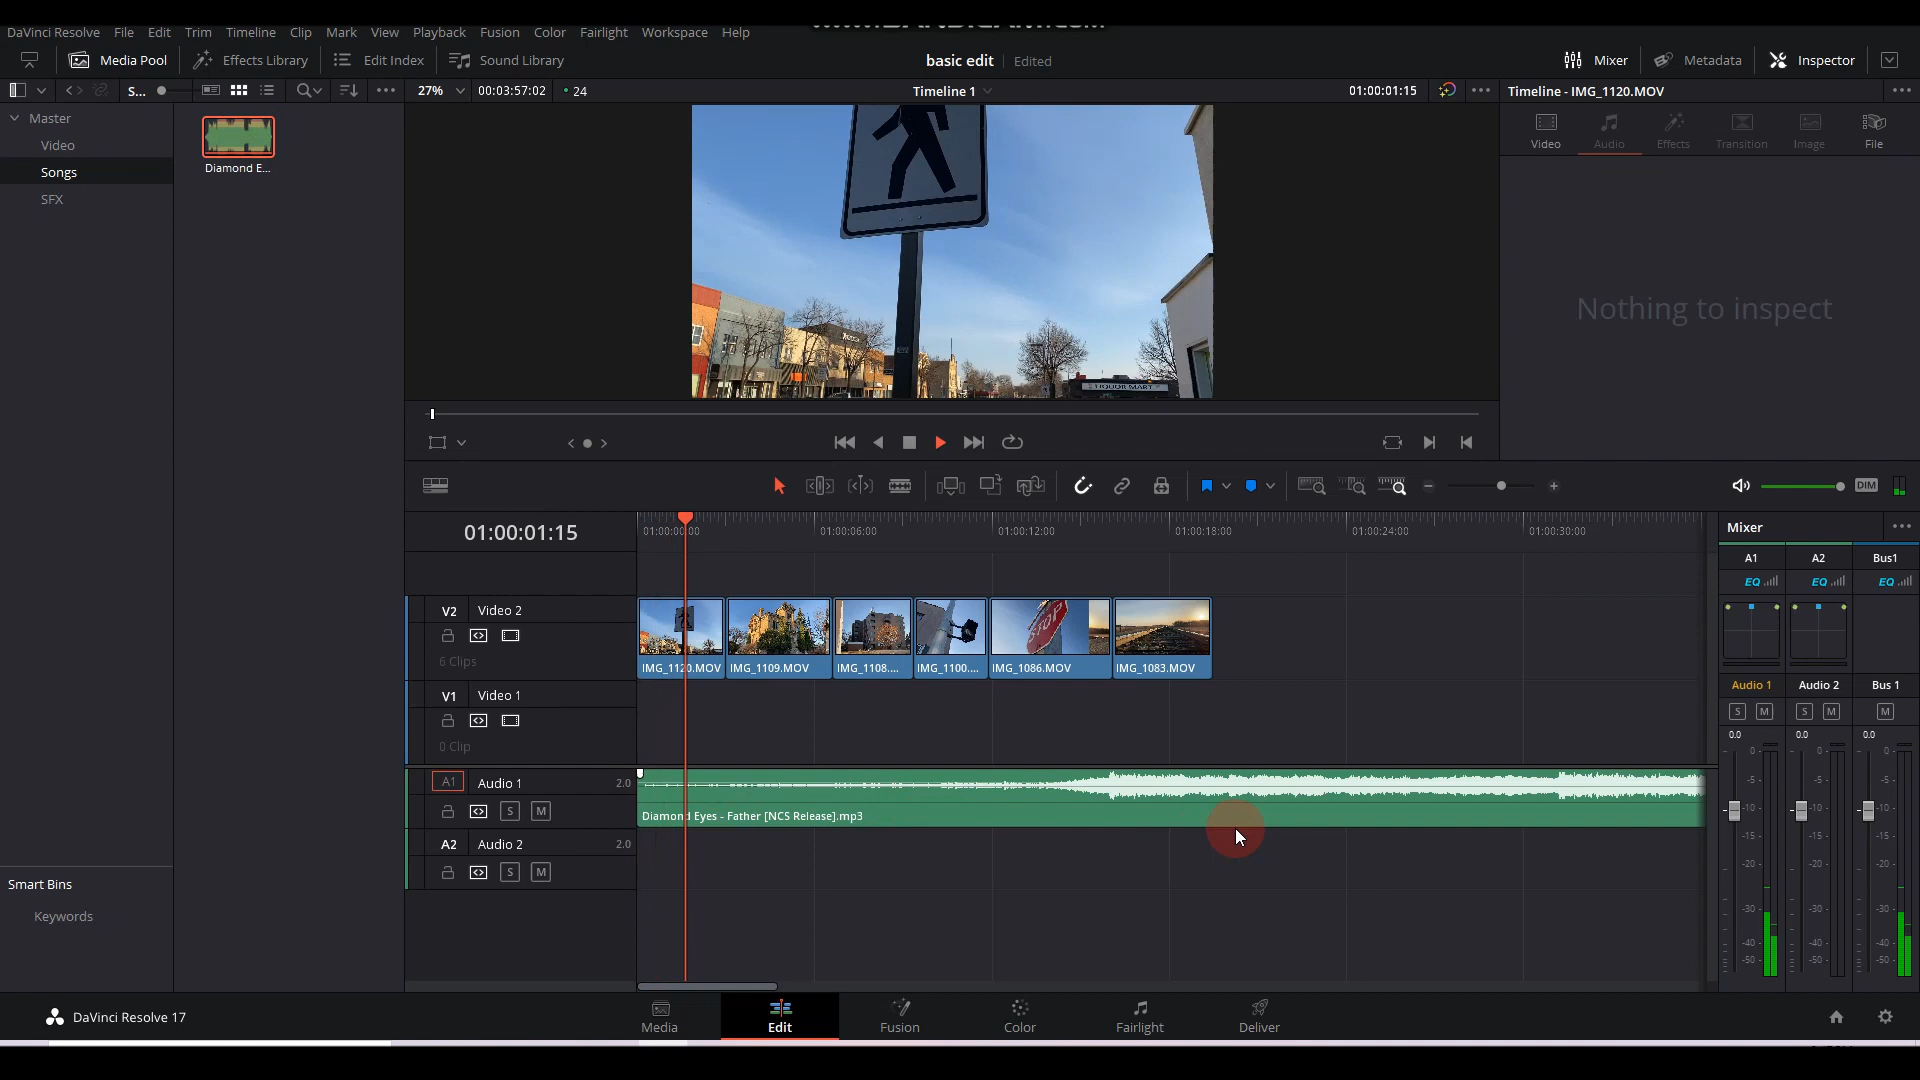 DaVinci Resolve File Edit Trim Timeline Clip Mark View Playback Fusion Color Fairlight Workspace Help
Media Pool Effects Library Edit Index Sound Library basic edit Edited Mixer Metadata Inspector
S... 27% 00:03:57:02 24 Timeline 1 01:00:01:15 Timeline - IMG_1120.MOV
Master
Video
Songs
SFX
Diamond E...
Video Audio Effects Transition Image File
Nothing to inspect
LIQUOR MART
DIM
01:00:01:15
01:00:00:00 01:00:06:00 01:00:12:00 01:00:18:00 01:00:24:00 01:00:30:00
V2 Video 2
6 Clips
IMG_1120.MOV IMG_1109.MOV IMG_1108.... IMG_1100.... IMG_1086.MOV IMG_1083.MOV
STOP
V1 Video 1
0 Clip
A1 Audio 1 2.0
S M
Diamond Eyes - Father [NCS Release].mp3
A2 Audio 2 2.0
S M
Mixer
A1 A2 Bus1
EQ EQ EQ
Audio 1 Audio 2 Bus 1
S M S M M
0.0 0.0 0.0
0 0 0
-5 -5 -5
-10 -10 -10
-15 -15 -15
-20 -20 -20
-30 -30 -30
-40 -40 -40
-50 -50 -50
Smart Bins
Keywords
DaVinci Resolve 17
Media Edit Fusion Color Fairlight Deliver